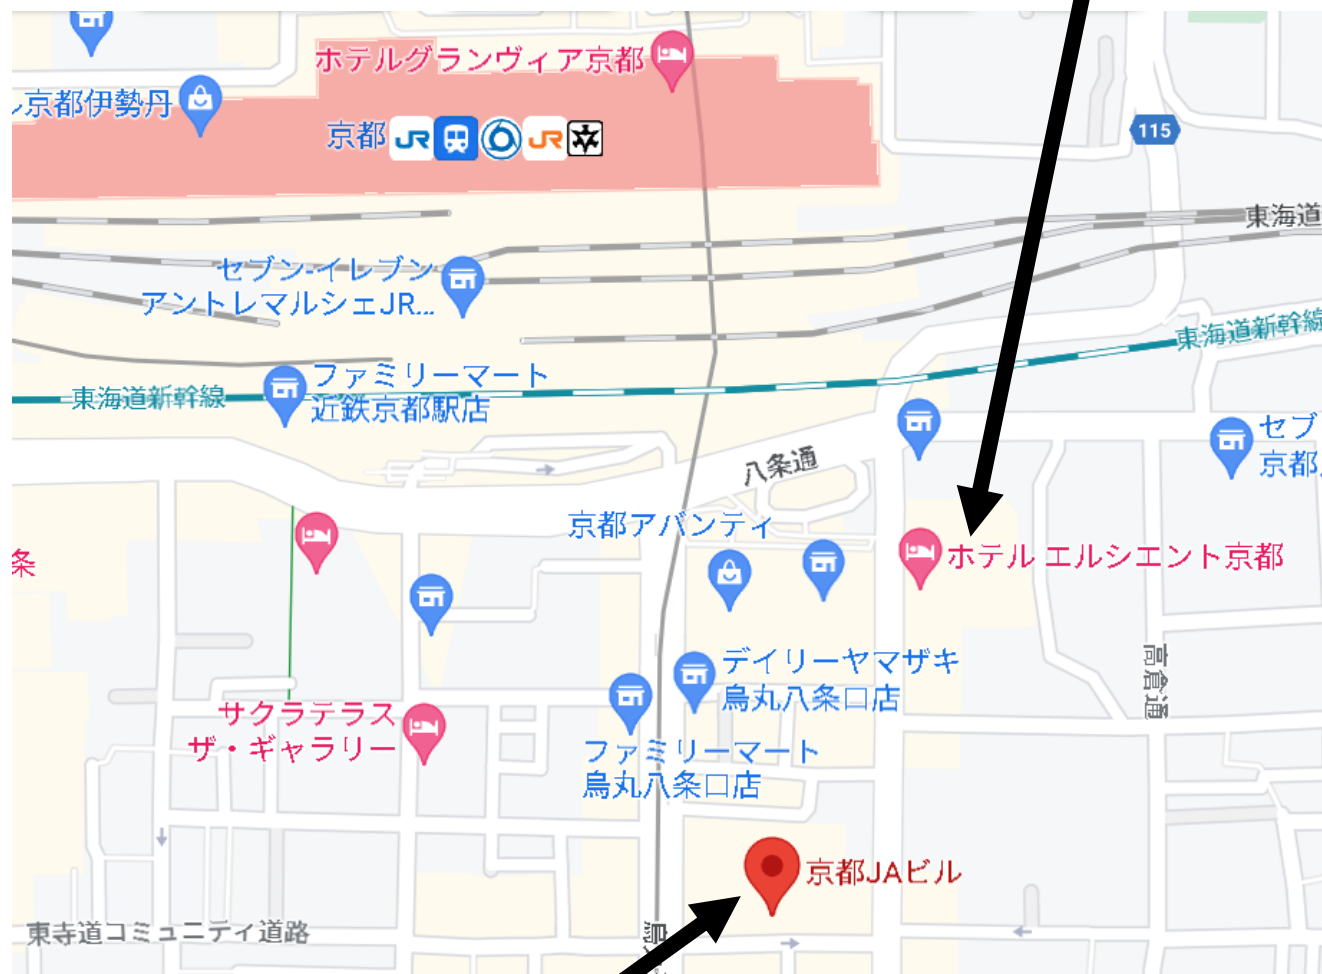 ホテルグランヴィア京都
京都伊勢丹
京都
JR
JR
115
東海道
セブン-イレブン
アントレマルシェJR...
東海道新幹線
ファミリーマート
近鉄京都駅店
東海道新幹線
セブ
京都
八条通
京都アバンティ
条
ホテル エルシエント京都
デイリーヤマザキ
烏丸八条口店
高倉通
サクラテラス
ザ・ギャラリー
ファミリーマート
烏丸八条口店
京都JAビル
東寺道コミュニティ道路